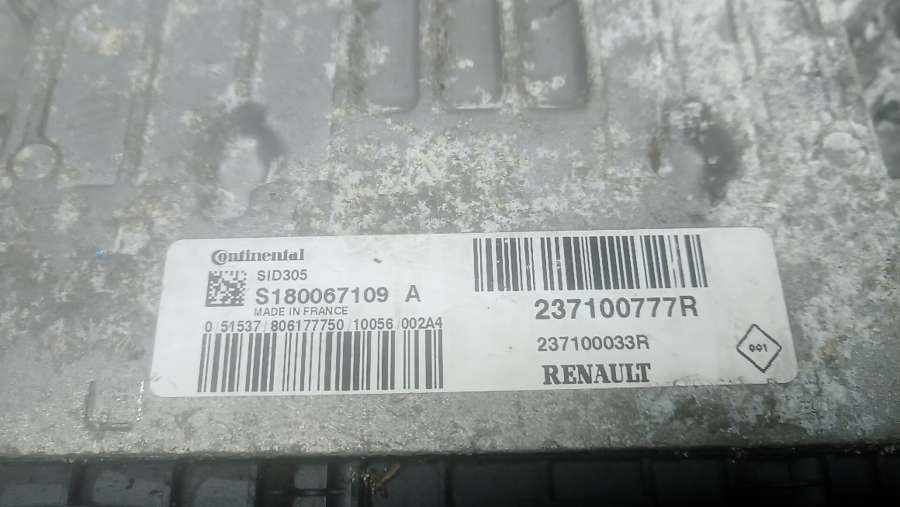 Continental
SID305
S180067109 A
MADE IN FRANCE
0 51537/806177750 10056/002A4
237100777R
237100033R
RENAULT
001